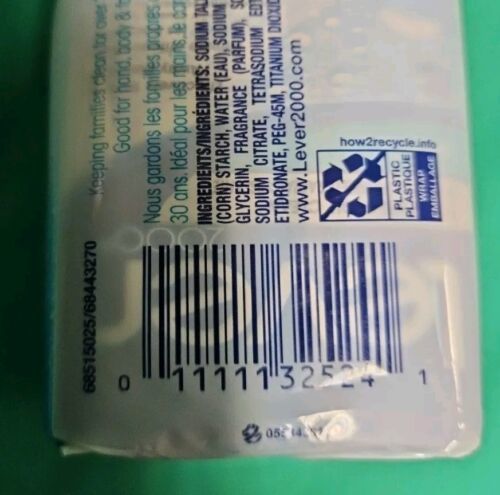 Keeping families clean for over
Good for hand, body &
Nous gardons les familles propres
30 ans. Idéal pour les mains, le
INGREDIENTS/INGRÉDIENTS: SODIUM
(CORN) STARCH, WATER (EAU), SODIUM
GLYCERIN, FRAGRANCE (PARFUM),
SODIUM CITRATE, TETRASODIUM
ETIDRONATE, PEG-45M, TITANIUM
www.Lever2000.com
how2recycle.info
PLASTIC
PLASTIQUE
WRAP
EMBALLAGE
68515025/68443270
0 11111 32524 1